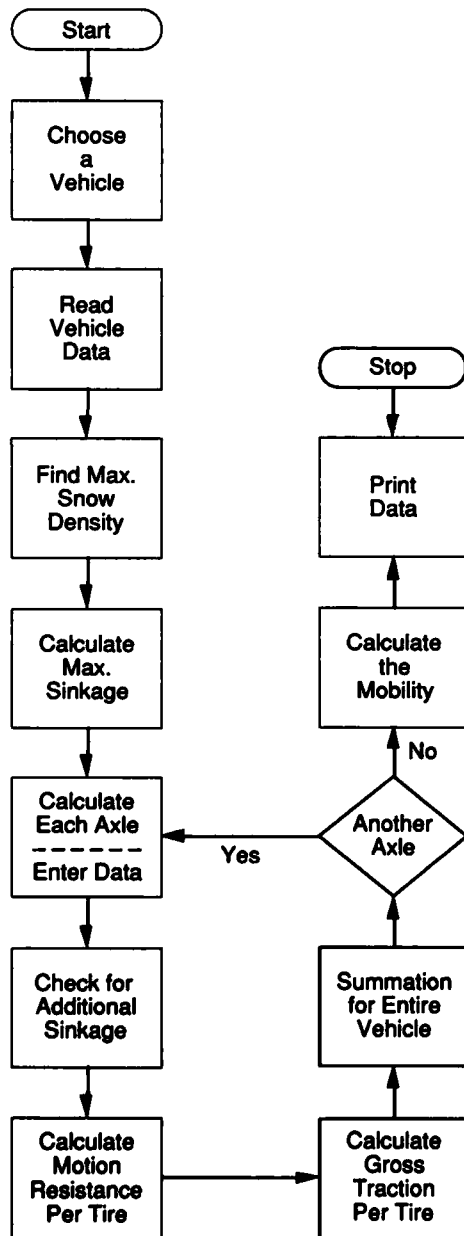 Start
Choose
a
Vehicle
Read
Vehicle
Data
Find Max.
Snow
Density
Calculate
Max.
Sinkage
Calculate
Each Axle
Enter Data
Check for
Additional
Sinkage
Calculate
Motion
Resistance
Per Tire
Calculate
Gross
Traction
Per Tire
Summation
for Entire
Vehicle
Another
Axle
Yes
No
Calculate
the
Mobility
Print
Data
Stop